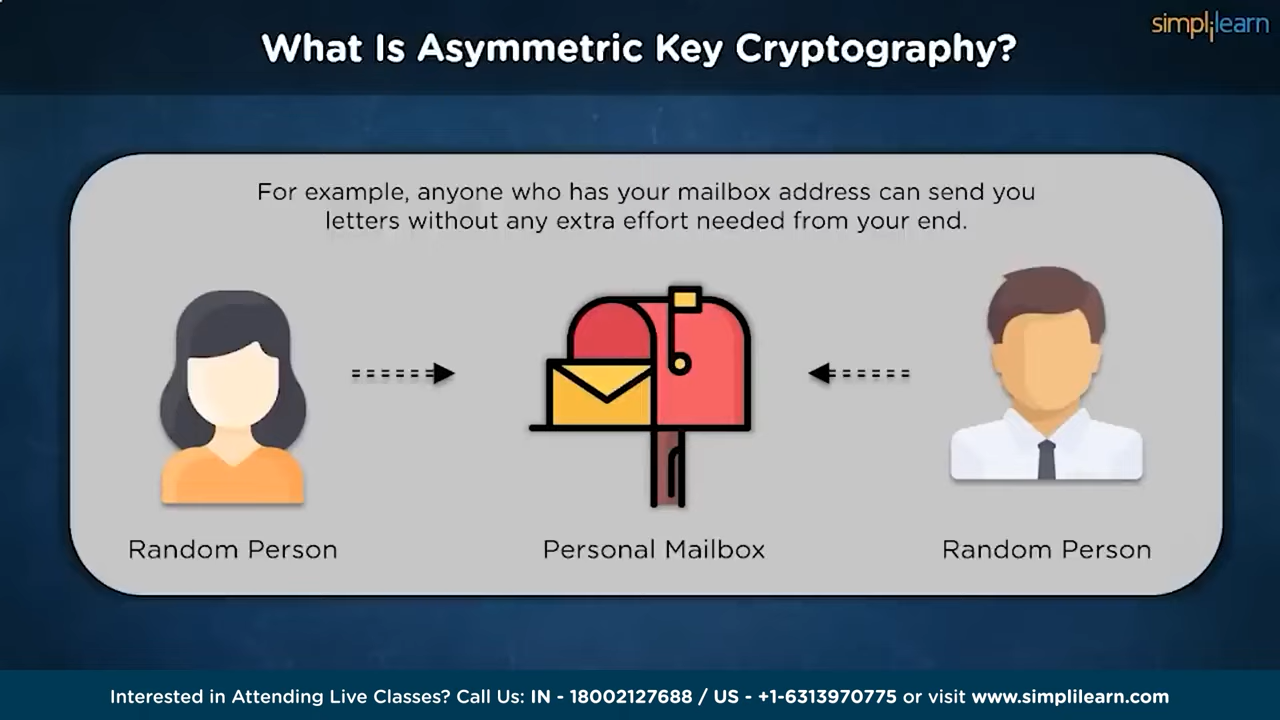 simplilearn
What Is Asymmetric Key Cryptography?
For example, anyone who has your mailbox address can send you
letters without any extra effort needed from your end.
Random Person
Personal Mailbox
Random Person
Interested in Attending Live Classes? Call Us: IN - 18002127688 / US - +1-6313970775 or visit www.simplilearn.com